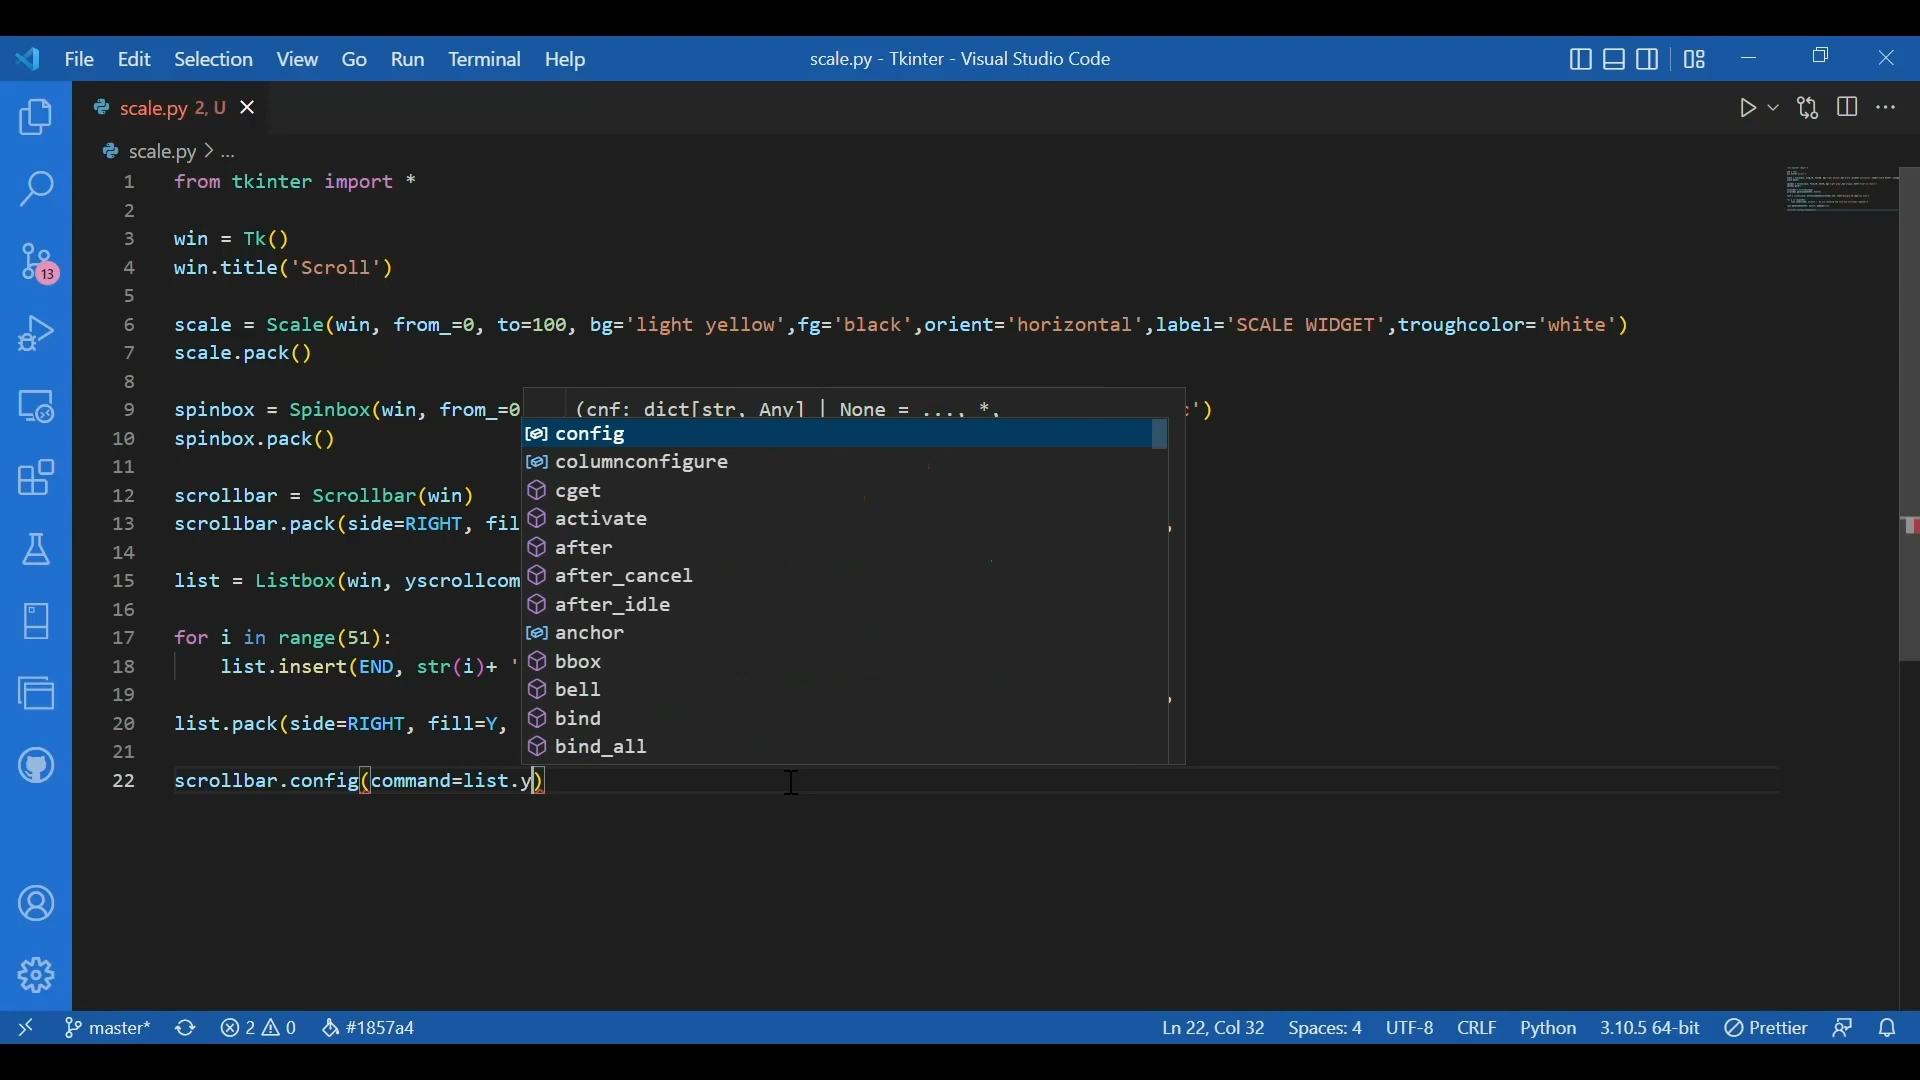 File Edit Selection View Go Run Terminal Help scale.py - Tkinter - Visual Studio Code
scale.py 2, U
scale.py > ...
1 from tkinter import *
2
3 win = Tk()
4 win.title('Scroll')
5
6 scale = Scale(win, from_=0, to=100, bg='light yellow',fg='black',orient='horizontal',label='SCALE WIDGET',troughcolor='white')
7 scale.pack()
8
9 spinbox = Spinbox(win, from_=0 (cnf: dict[str, Any] | None = ..., *, ')
10 spinbox.pack()
config
columnconfigure
11
12 scrollbar = Scrollbar(win)
cget
13 scrollbar.pack(side=RIGHT, fil
activate
14
after
15 list = Listbox(win, yscrollcom
after_cancel
16
after_idle
17 for i in range(51):
anchor
18 list.insert(END, str(i)+ '
bbox
19
bell
20 list.pack(side=RIGHT, fill=Y,
bind
21
bind_all
22 scrollbar.config(command=list.y)
13
master* 2 0 #1857a4 Ln 22, Col 32 Spaces: 4 UTF-8 CRLF Python 3.10.5 64-bit Prettier